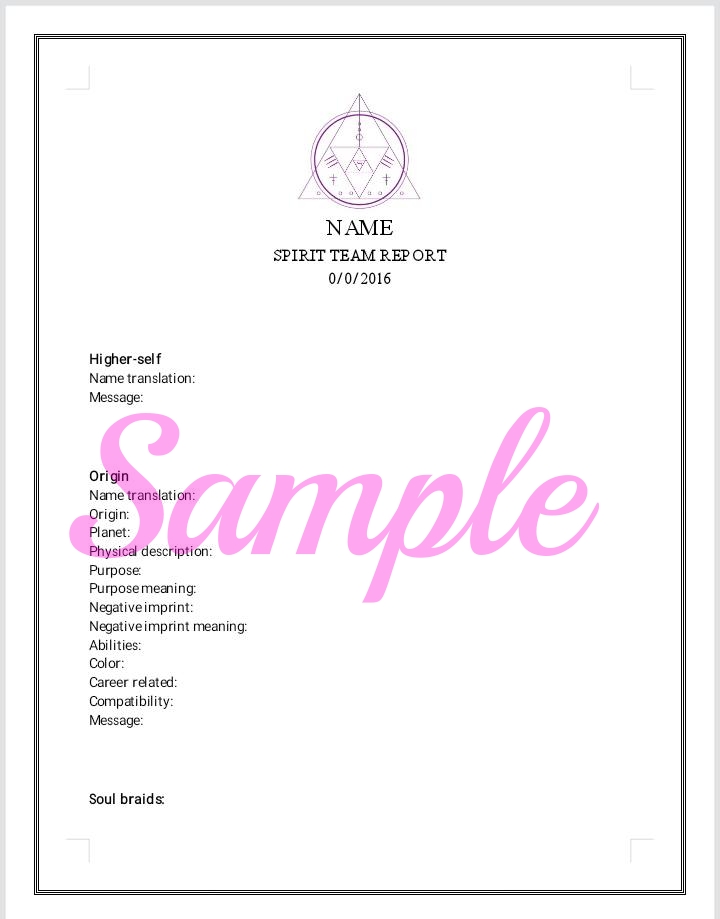 NAME
SPIRIT TEAM REPORT
0/0/2016
Higher-self
Name translation:
Message:
Sample
Origin
Name translation:
Origin:
Planet:
Physical description:
Purpose:
Purpose meaning:
Negative imprint:
Negative imprint meaning:
Abilities:
Color:
Career related:
Compatibility:
Message:
Soul braids: